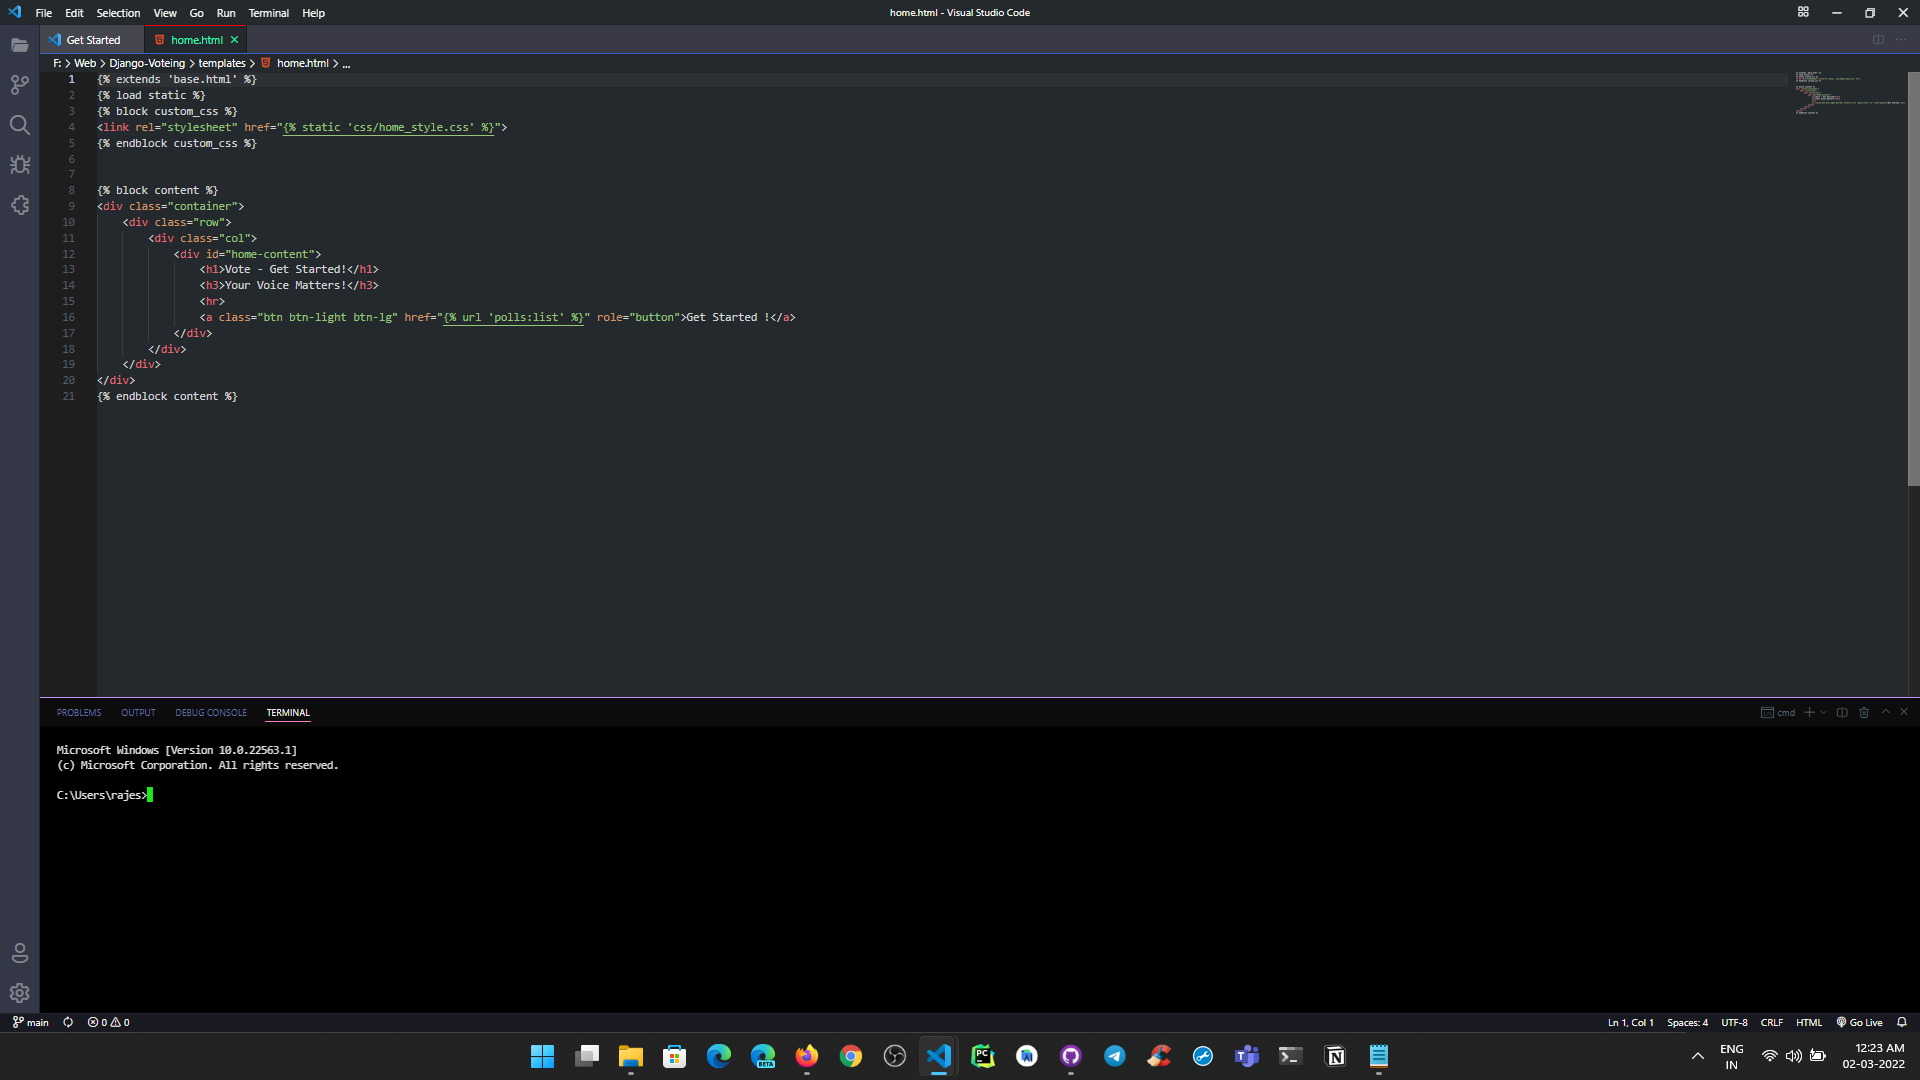 File Edit Selection View Go Run Terminal Help
home.html - Visual Studio Code
Get Started
home.html
F: > Web > Django-Voteing > templates > home.html > ...
1 {% extends 'base.html' %}
2 {% load static %}
3 {% block custom_css %}
4 <link rel="stylesheet" href="{% static 'css/home_style.css' %}">
5 {% endblock custom_css %}
6
7
8 {% block content %}
9 <div class="container">
10 <div class="row">
11 <div class="col">
12 <div id="home-content">
13 <h1>Vote - Get Started!</h1>
14 <h3>Your Voice Matters!</h3>
15 <hr>
16 <a class="btn btn-light btn-lg" href="{% url 'polls:list' %}" role="button">Get Started !</a>
17 </div>
18 </div>
19 </div>
20 </div>
21 {% endblock content %}
PROBLEMS OUTPUT DEBUG CONSOLE TERMINAL
cmd
Microsoft Windows [Version 10.0.22563.1]
(c) Microsoft Corporation. All rights reserved.
C:\Users\rajes>
main 0 0
Ln 1, Col 1 Spaces: 4 UTF-8 CRLF HTML Go Live
BETA
PC
ENG
IN
12:23 AM
02-03-2022